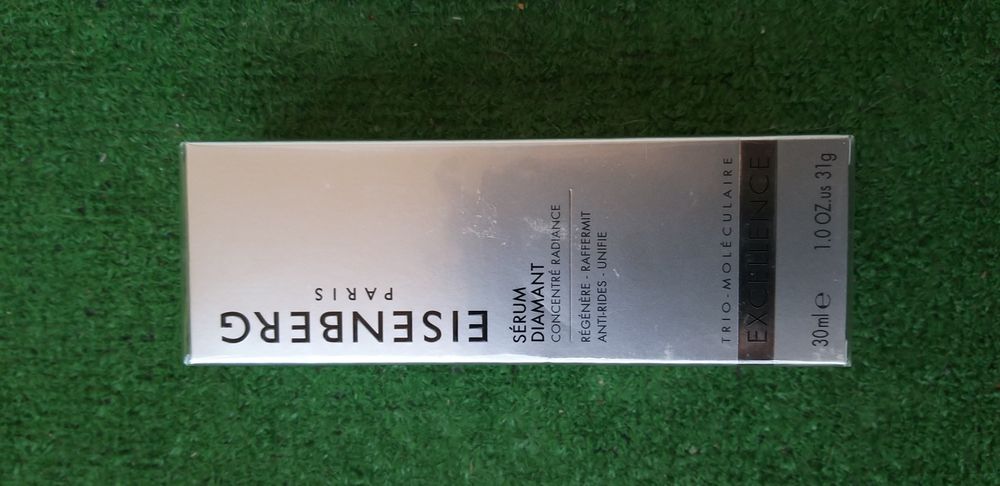 EISENBERG
PARIS
SÉRUM
DIAMANT
CONCENTRÉ RADIANCE
RÉGÉNÈRE - RAFFERMIT
ANTI-RIDES - UNIFIE
TRIO-MOLÉCULAIRE
EXCELLENCE
30ml e 1.0 OZ.US 31g